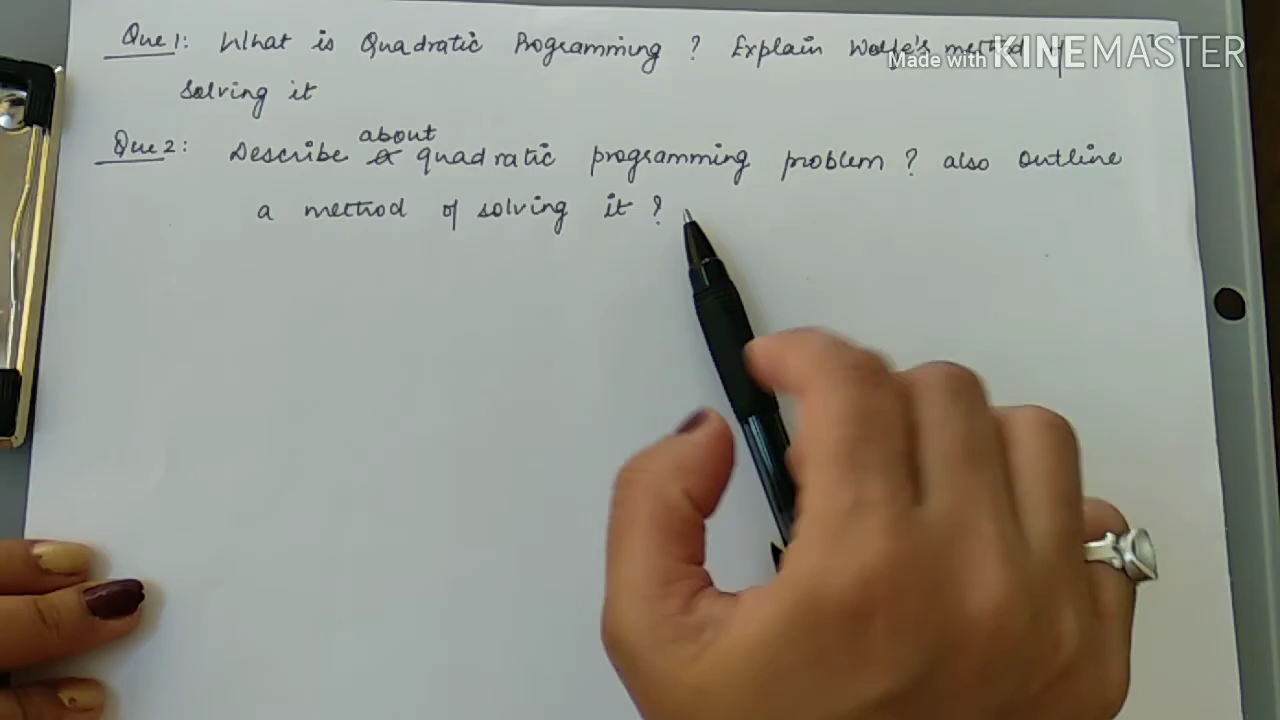 Que 1: What is Quadratic Programming ? Explain Wolfe's method
Made with KINEMASTER
solving it
Que 2: Describe about quadratic programming problem ? also outline
a method of solving it ?